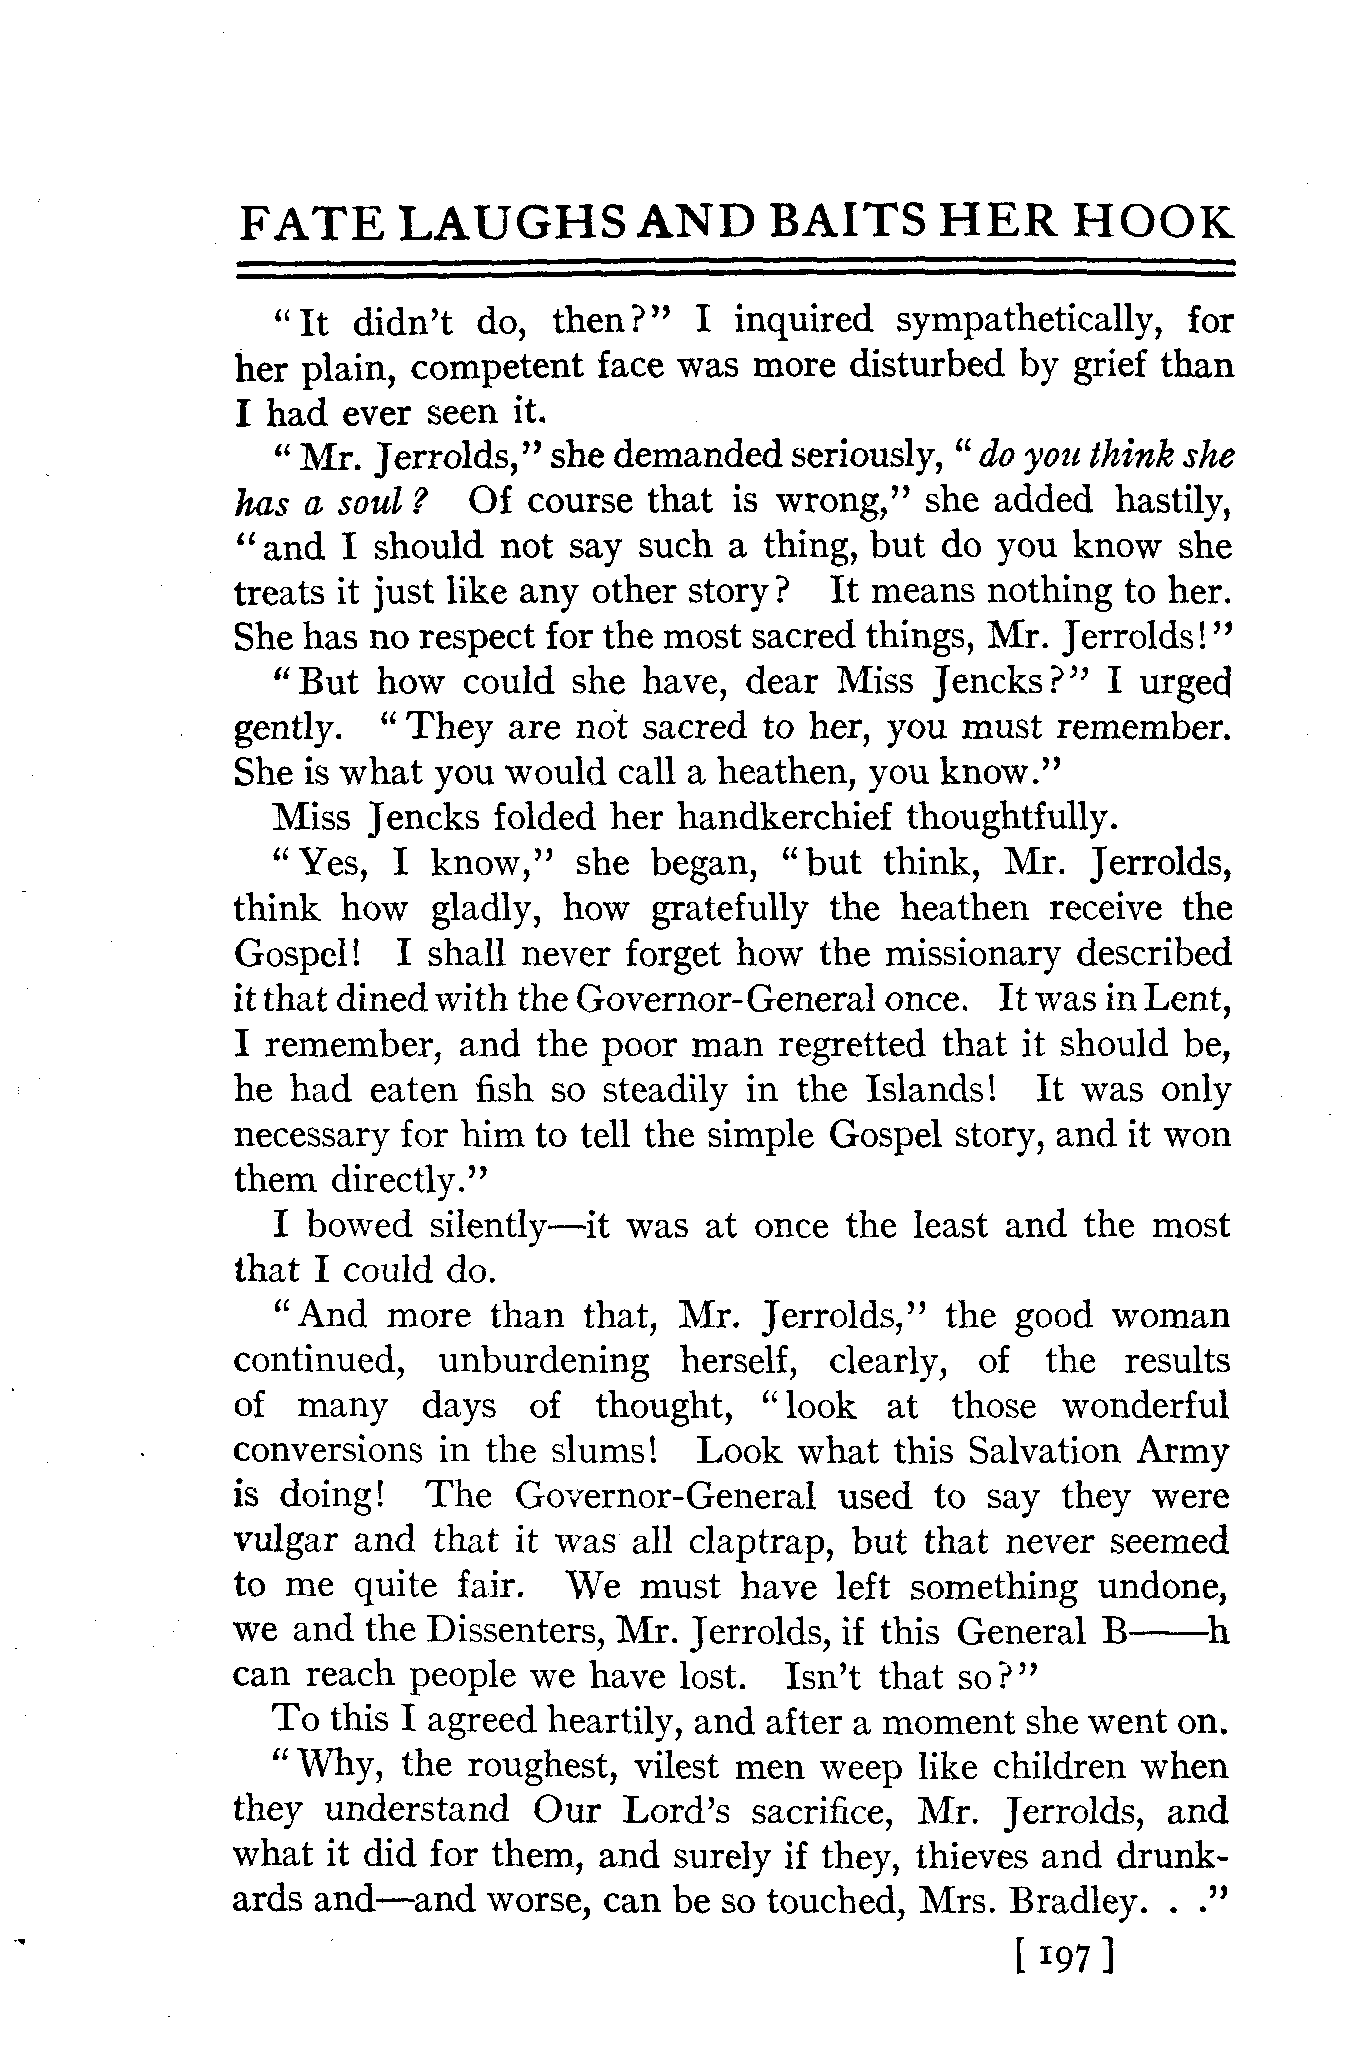 FATE LAUGHS AND BAITS HER HOOK
"It didn't do, then?" I inquired sympathetically, for
her plain, competent face was more disturbed by grief than
I had ever seen it.
"Mr. Jerrolds," she demanded seriously, "do you think she
has a soul? Of course that is wrong," she added hastily,
"and I should not say such a thing, but do you know she
treats it just like any other story? It means nothing to her.
She has no respect for the most sacred things, Mr. Jerrolds!"
"But how could she have, dear Miss Jencks?" I urged
gently. "They are not sacred to her, you must remember.
She is what you would call a heathen, you know."
Miss Jencks folded her handkerchief thoughtfully.
"Yes, I know," she began, "but think, Mr. Jerrolds,
think how gladly, how gratefully the heathen receive the
Gospel! I shall never forget how the missionary described
it that dined with the Governor-General once. It was in Lent,
I remember, and the poor man regretted that it should be,
he had eaten fish so steadily in the Islands! It was only
necessary for him to tell the simple Gospel story, and it won
them directly."
I bowed silently—it was at once the least and the most
that I could do.
"And more than that, Mr. Jerrolds," the good woman
continued, unburdening herself, clearly, of the results
of many days of thought, "look at those wonderful
conversions in the slums! Look what this Salvation Army
is doing! The Governor-General used to say they were
vulgar and that it was all claptrap, but that never seemed
to me quite fair. We must have left something undone,
we and the Dissenters, Mr. Jerrolds, if this General B——h
can reach people we have lost. Isn't that so?"
To this I agreed heartily, and after a moment she went on.
"Why, the roughest, vilest men weep like children when
they understand Our Lord's sacrifice, Mr. Jerrolds, and
what it did for them, and surely if they, thieves and drunk-
ards and—and worse, can be so touched, Mrs. Bradley. . ."
[ 197 ]